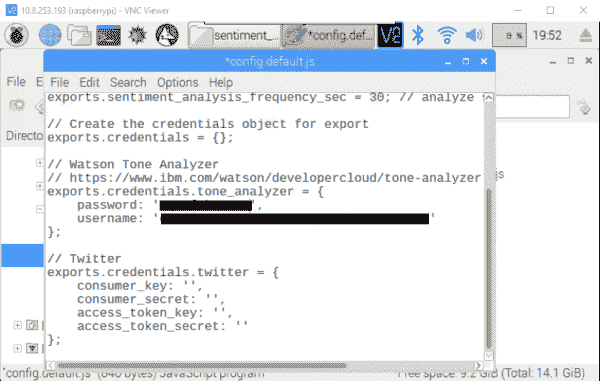 10.8.253.193 (raspberrypi) - VNC Viewer
sentiment_ *config.def... 0 % 19:52
*config.default.js
File Edit Search Options Help
exports.sentiment_analysis_frequency_sec = 30; // analyze
// Create the credentials object for export
exports.credentials = {};
// Watson Tone Analyzer
// https://www.ibm.com/watson/developercloud/tone-analyzer
exports.credentials.tone_analyzer = {
password: '',
username: ''
};
// Twitter
exports.credentials.twitter = {
consumer_key: '',
consumer_secret: '',
access_token_key: '',
access_token_secret: ''
};
File E
Directo
js
"config.default.js" (840 bytes) JavaScript program Free space: 9.2 GiB (Total: 14.1 GiB)